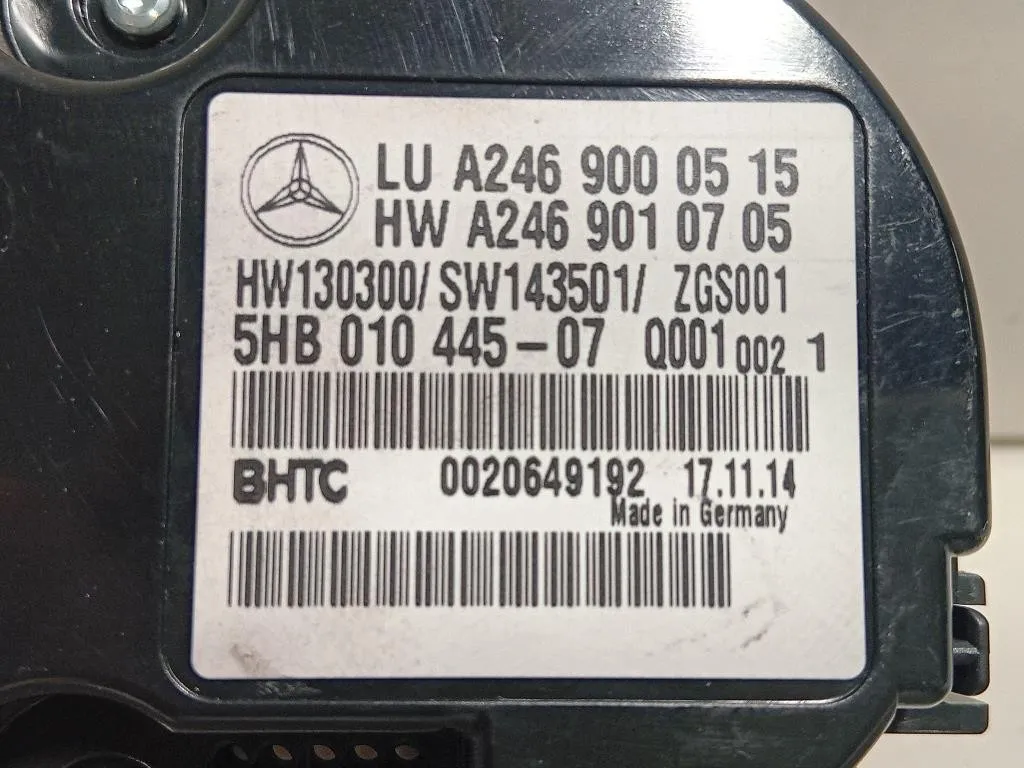 LU A246 900 05 15
HW A246 901 07 05
HW130300/ SW143501/ ZGS001
5HB 010 445-07 Q001 002 1
BHTC 0020649192 17.11.14
Made in Germany